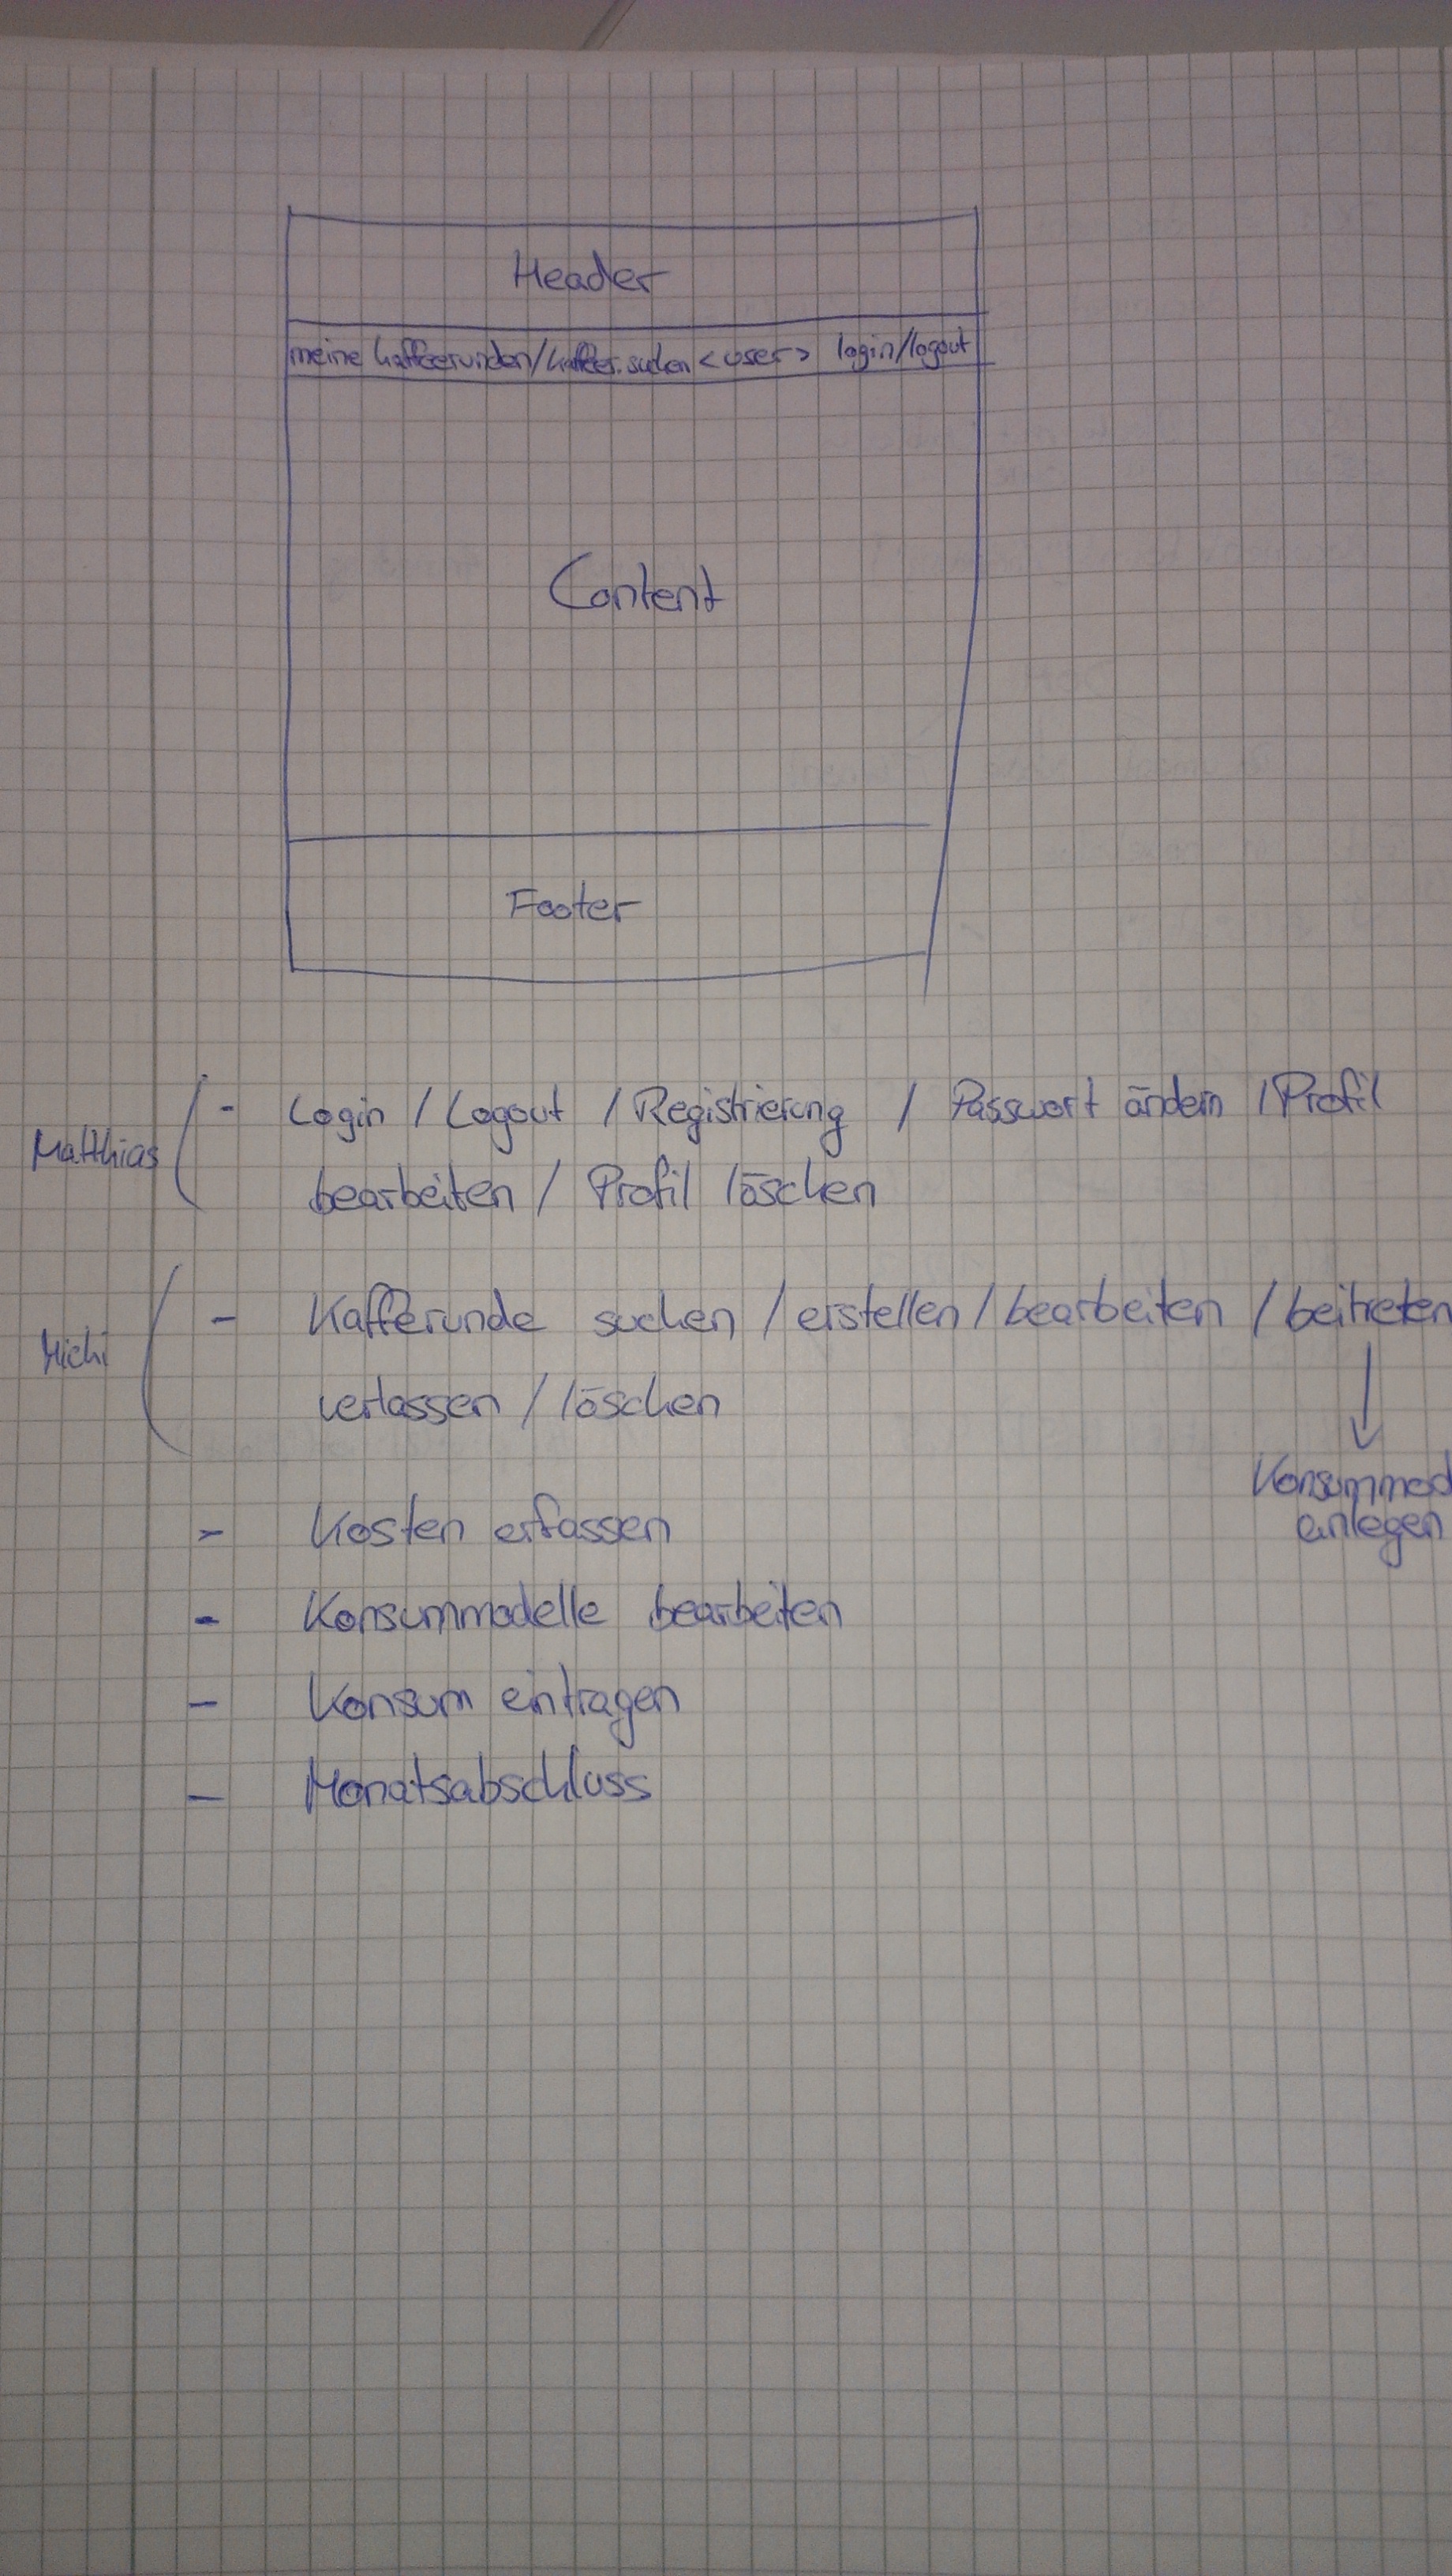 Header
meine Kaffeerunden/Kaffeer. suchen <user> login/logout
Content
Footer
- Login / Logout / Registrierung / Passwort ändern / Profil
Matthias
bearbeiten / Profil löschen
- Kafferunde suchen / erstellen / bearbeiten / beitreten
Michi
verlassen / löschen
Konsummod
- Kosten erfassen
anlegen
- Konsummodelle bearbeiten
- Konsum eintragen
- Monatsabschluss